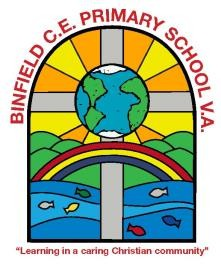 BINFIELD C.E. PRIMARY SCHOOL V.A.
"Learning in a caring Christian community"